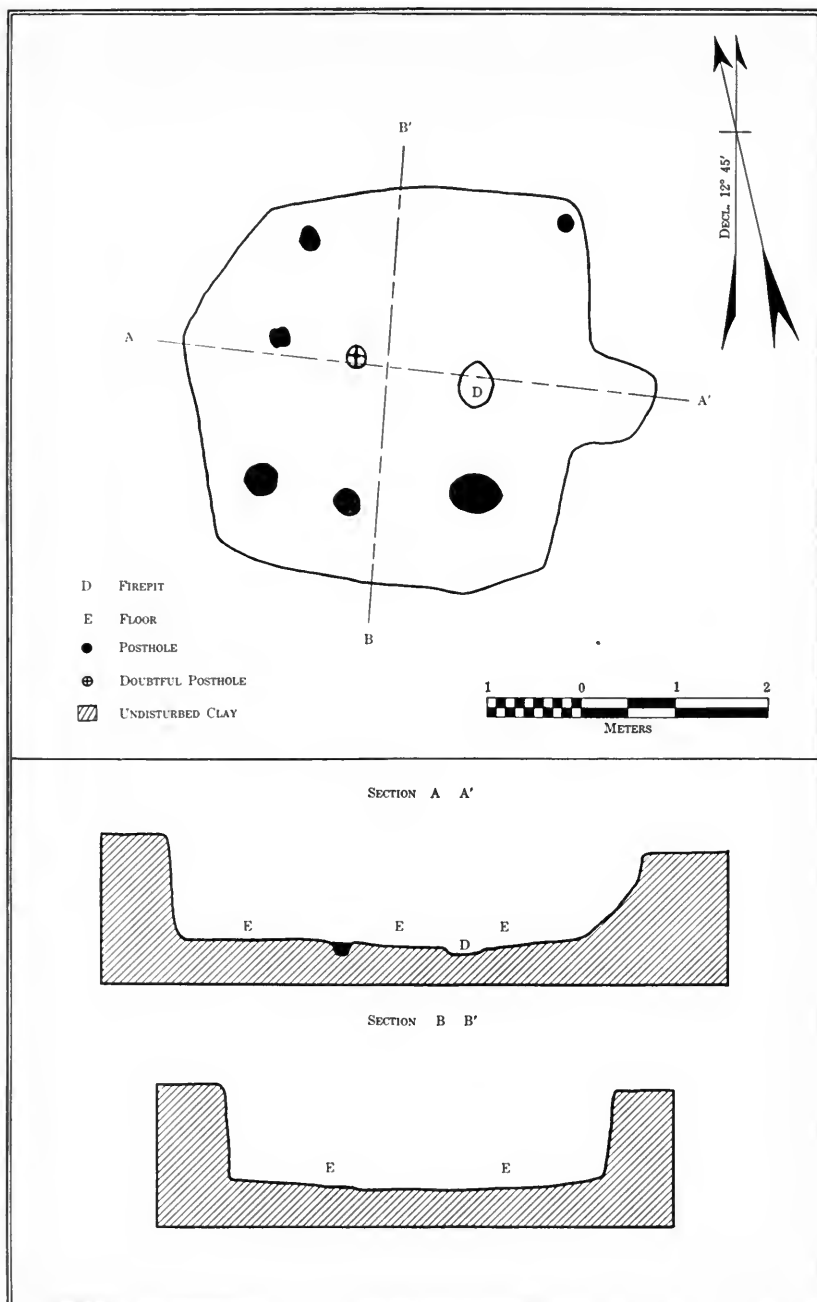 B'
DECL. 12° 45'
A
D
A'
B
D FIREPIT
E FLOOR
POSTHOLE
DOUBTFUL POSTHOLE
UNDISTURBED CLAY
1 0 1 2
METERS
SECTION A A'
E E E
D
SECTION B B'
E E